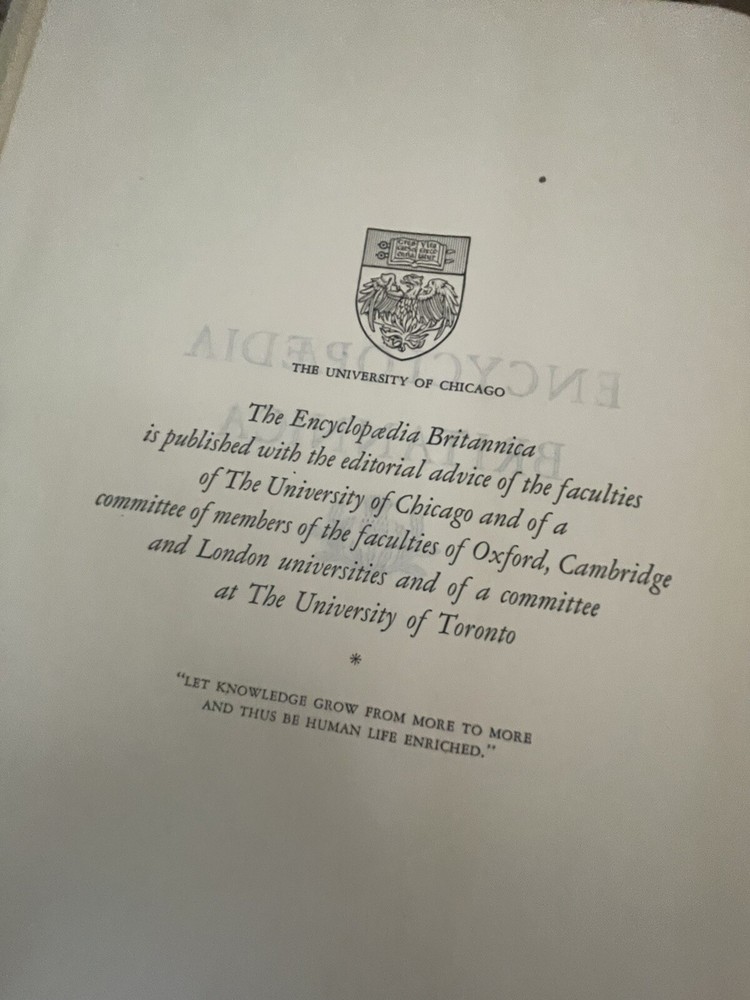 THE UNIVERSITY OF CHICAGO
The Encyclopædia Britannica
is published with the editorial advice of the faculties
of The University of Chicago and of a
committee of members of the faculties of Oxford, Cambridge
and London universities and of a committee
at The University of Toronto
*
"LET KNOWLEDGE GROW FROM MORE TO MORE
AND THUS BE HUMAN LIFE ENRICHED."
ENCYCLOPÆDIA
BRITANNICA